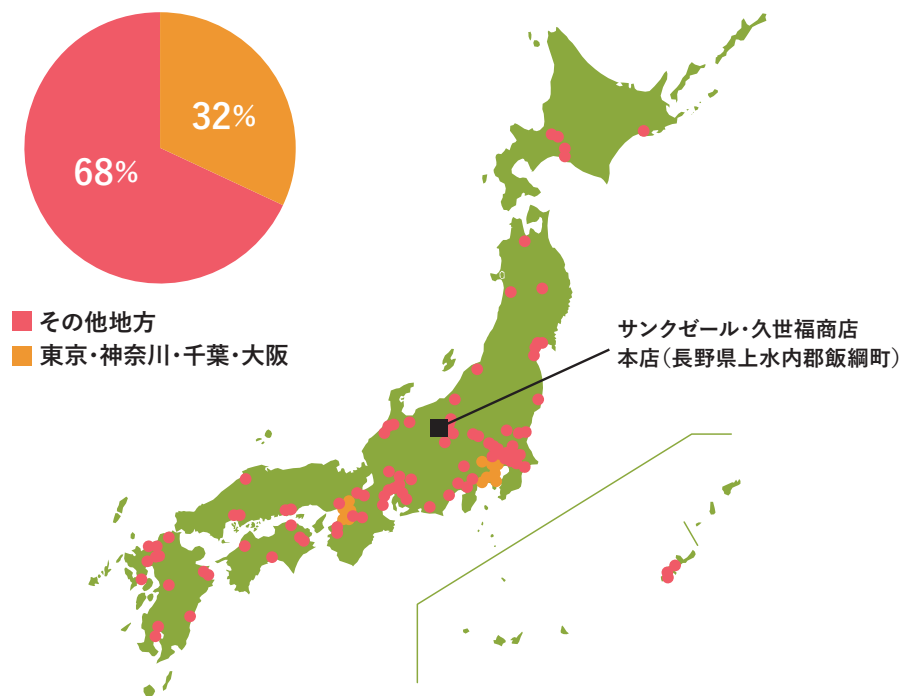 32%
68%
その他地方
東京・神奈川・千葉・大阪
サンクゼール・久世福商店
本店（長野県上水内郡飯綱町）